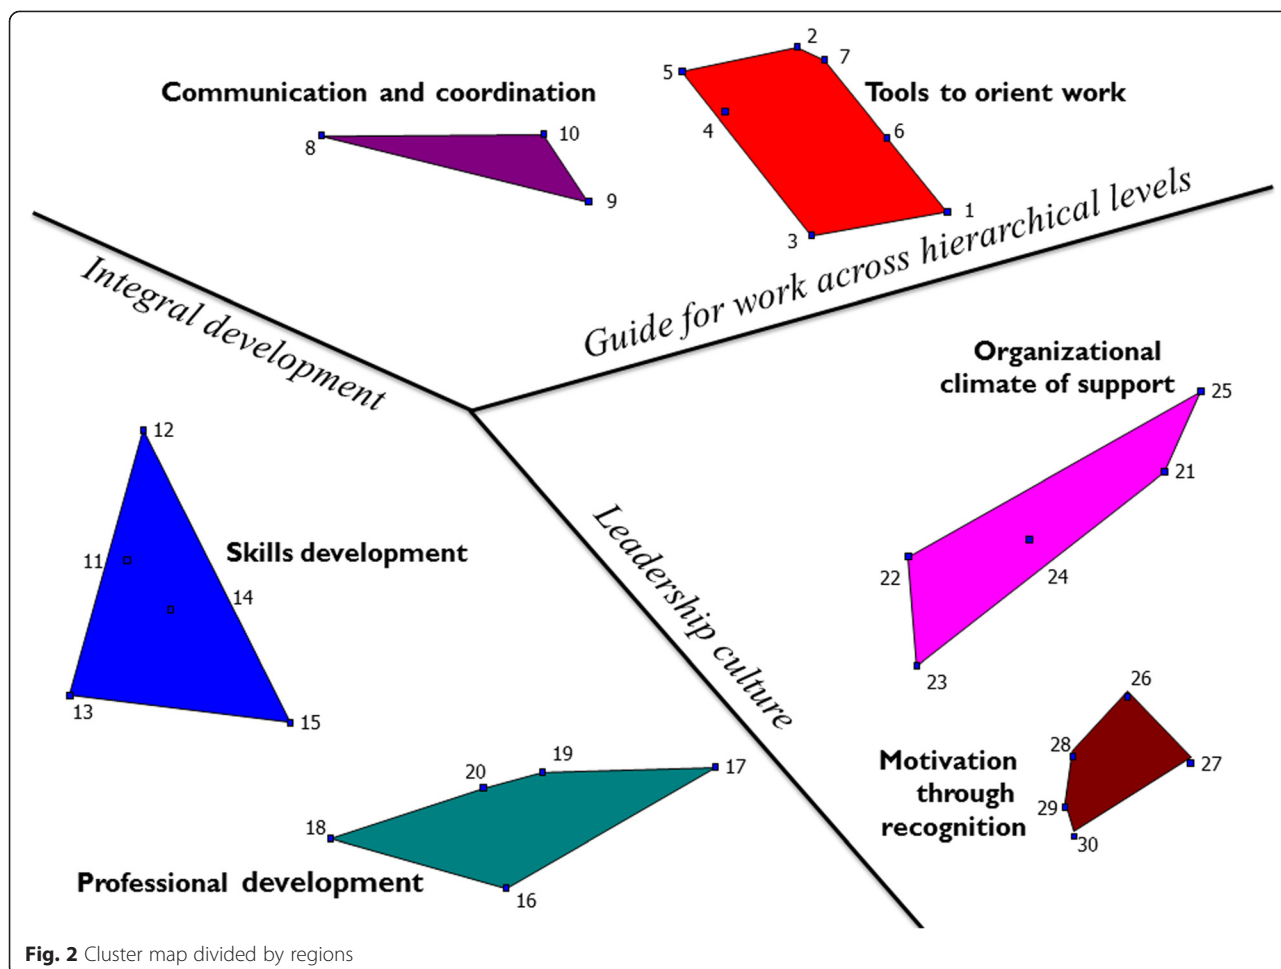 2
5
7
Communication and coordination
Tools to orient work
4
6
10
8
9
1
3
Guide for work across hierarchical levels
Integral development
Organizational
climate of support
25
12
21
Leadership culture
Skills development
11
22
24
14
23
26
13
15
28
19
17
27
20
Motivation
through
recognition
29
18
30
Professional development
16
Fig. 2 Cluster map divided by regions